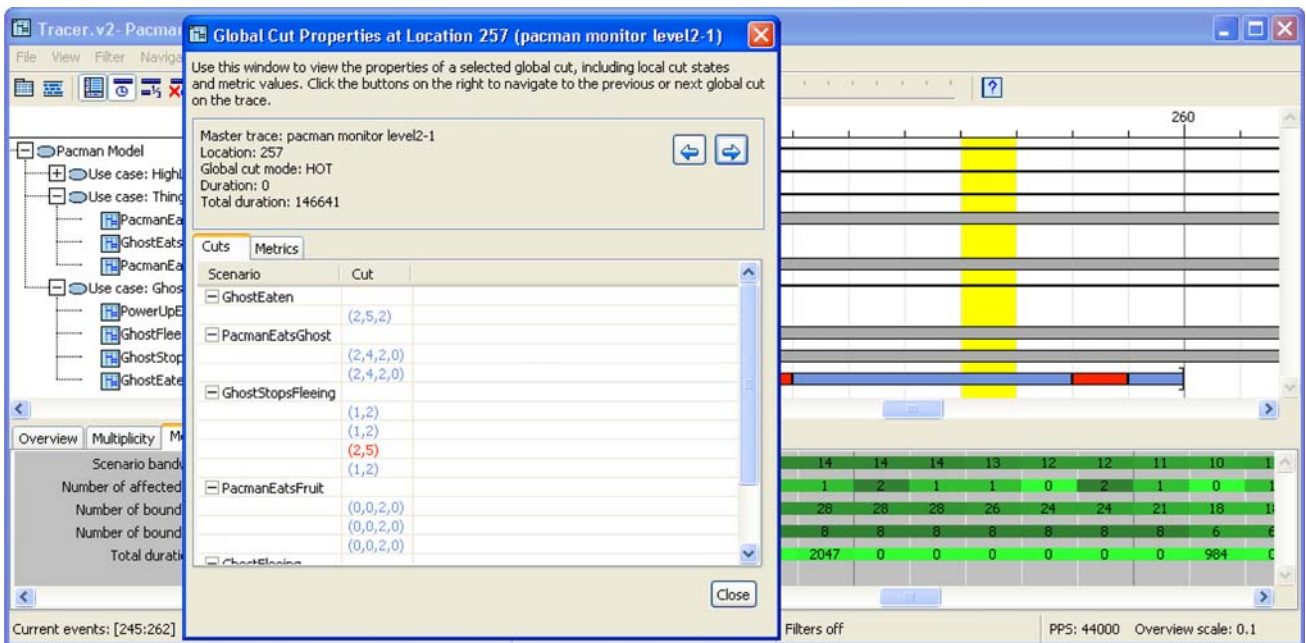 Tracer.v2- Pacman
Global Cut Properties at Location 257 (pacman monitor level2-1)
File View Filter Naviga
Use this window to view the properties of a selected global cut, including local cut states
and metric values. Click the buttons on the right to navigate to the previous or next global cut
on the trace.
260
Master trace: pacman monitor level2-1
Location: 257
Global cut mode: HOT
Duration: 0
Total duration: 146641
Pacman Model
Use case: HighL
Use case: Thing
PacmanEa
GhostEats
PacmanEa
Use case: Ghos
PowerUpE
GhostFlee
GhostStop
GhostEate
Cuts Metrics
Scenario Cut
GhostEaten
(2,5,2)
PacmanEatsGhost
(2,4,2,0)
(2,4,2,0)
GhostStopsFleeing
(1,2)
(1,2)
(2,5)
(1,2)
PacmanEatsFruit
(0,0,2,0)
(0,0,2,0)
(0,0,2,0)
GhostFleeing
Close
Overview Multiplicity Me
Scenario bandw 14 14 14 13 12 12 11 10 1
Number of affected 1 2 1 1 0 2 1 0 1
Number of bound 28 28 28 26 24 24 21 18 18
Number of bound 8 8 8 8 8 8 8 6 6
Total durati 2047 0 0 0 0 0 0 984 0
Current events: [245:262] Filters off PPS: 44000 Overview scale: 0.1